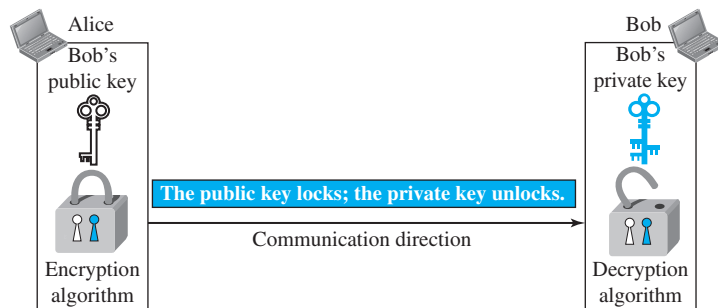 Alice
Bob's
public key
Encryption
algorithm
The public key locks; the private key unlocks.
Communication direction
Bob
Bob's
private key
Decryption
algorithm